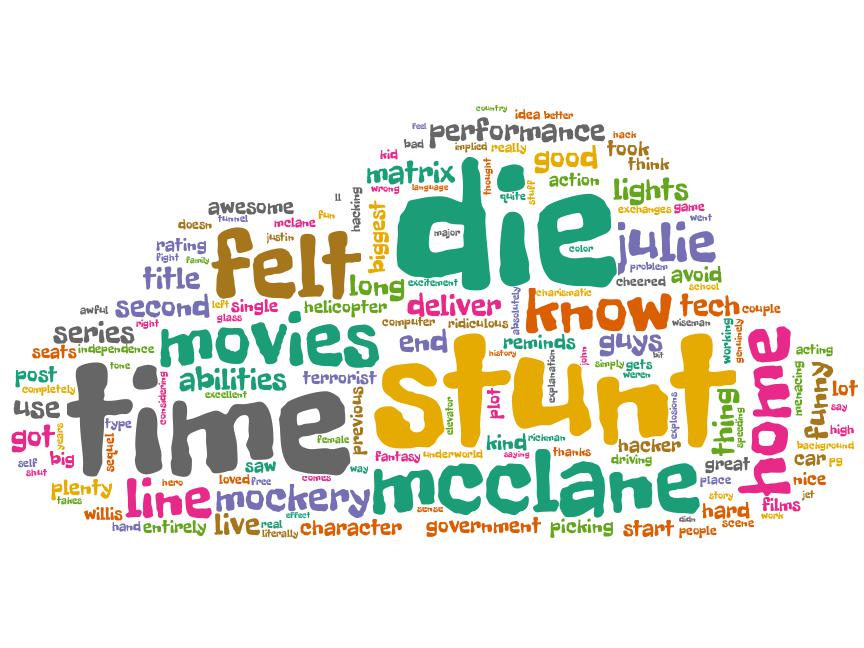 country
idea better
feel performance hack
bad implied really took
kid good think
matrix thought
wrong language quite stuff action lights
die
ll hacking awesome exchanges game
tunnel fun biggest major went
doesn mclane
justin felt color julie
rating
fight family problem
title long excitement cheered avoid
school
charismatic
second left single helicopter deliver absolutely know tech couple
awful glass
right computer ridiculous wiseman
series movies end reminds guys working genuinely
seats independence history bit acting
tone john simply gets
post abilities terrorist explanation weren menacing
completely considering excellent stunt home funny lot
use time previous plot thing say
years type elevator explosions speeding
got sequel female kind rickman hacker high
background
big saw way fantasy underworld saying thanks driving great car pg
self shut
plenty hero loved free comes mcclane place nice
takes line mockery story jet
willis effect sense hard films
hand entirely live real character government picking start didn people scene work
literally